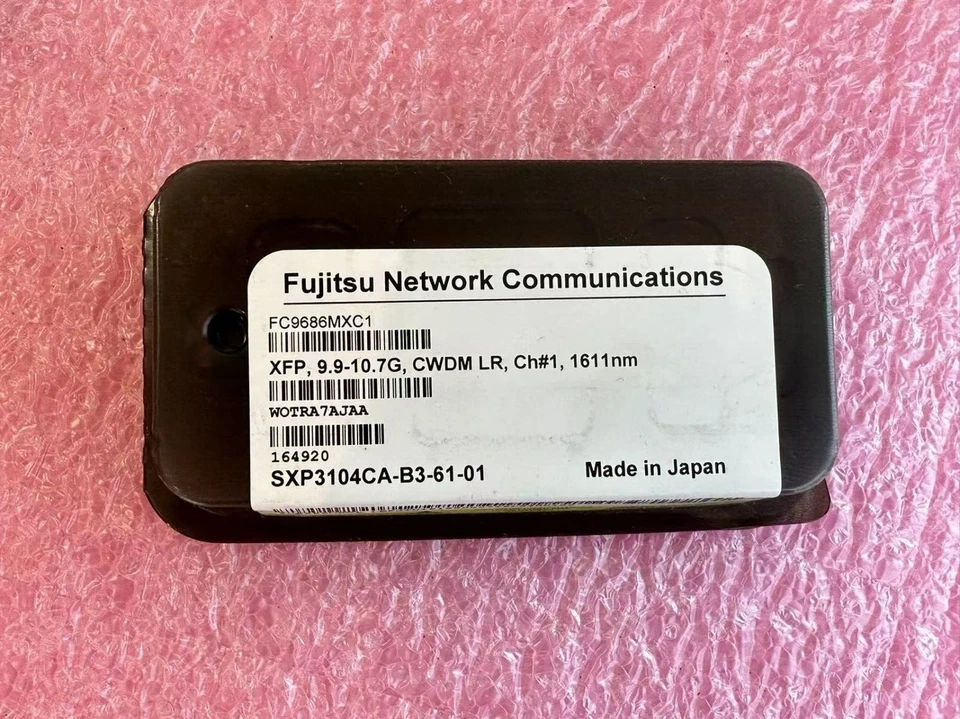 Fujitsu Network Communications
FC9686MXC1
XFP, 9.9-10.7G, CWDM LR, Ch#1, 1611nm
WOTRA7AJAA
164920
SXP3104CA-B3-61-01
Made in Japan